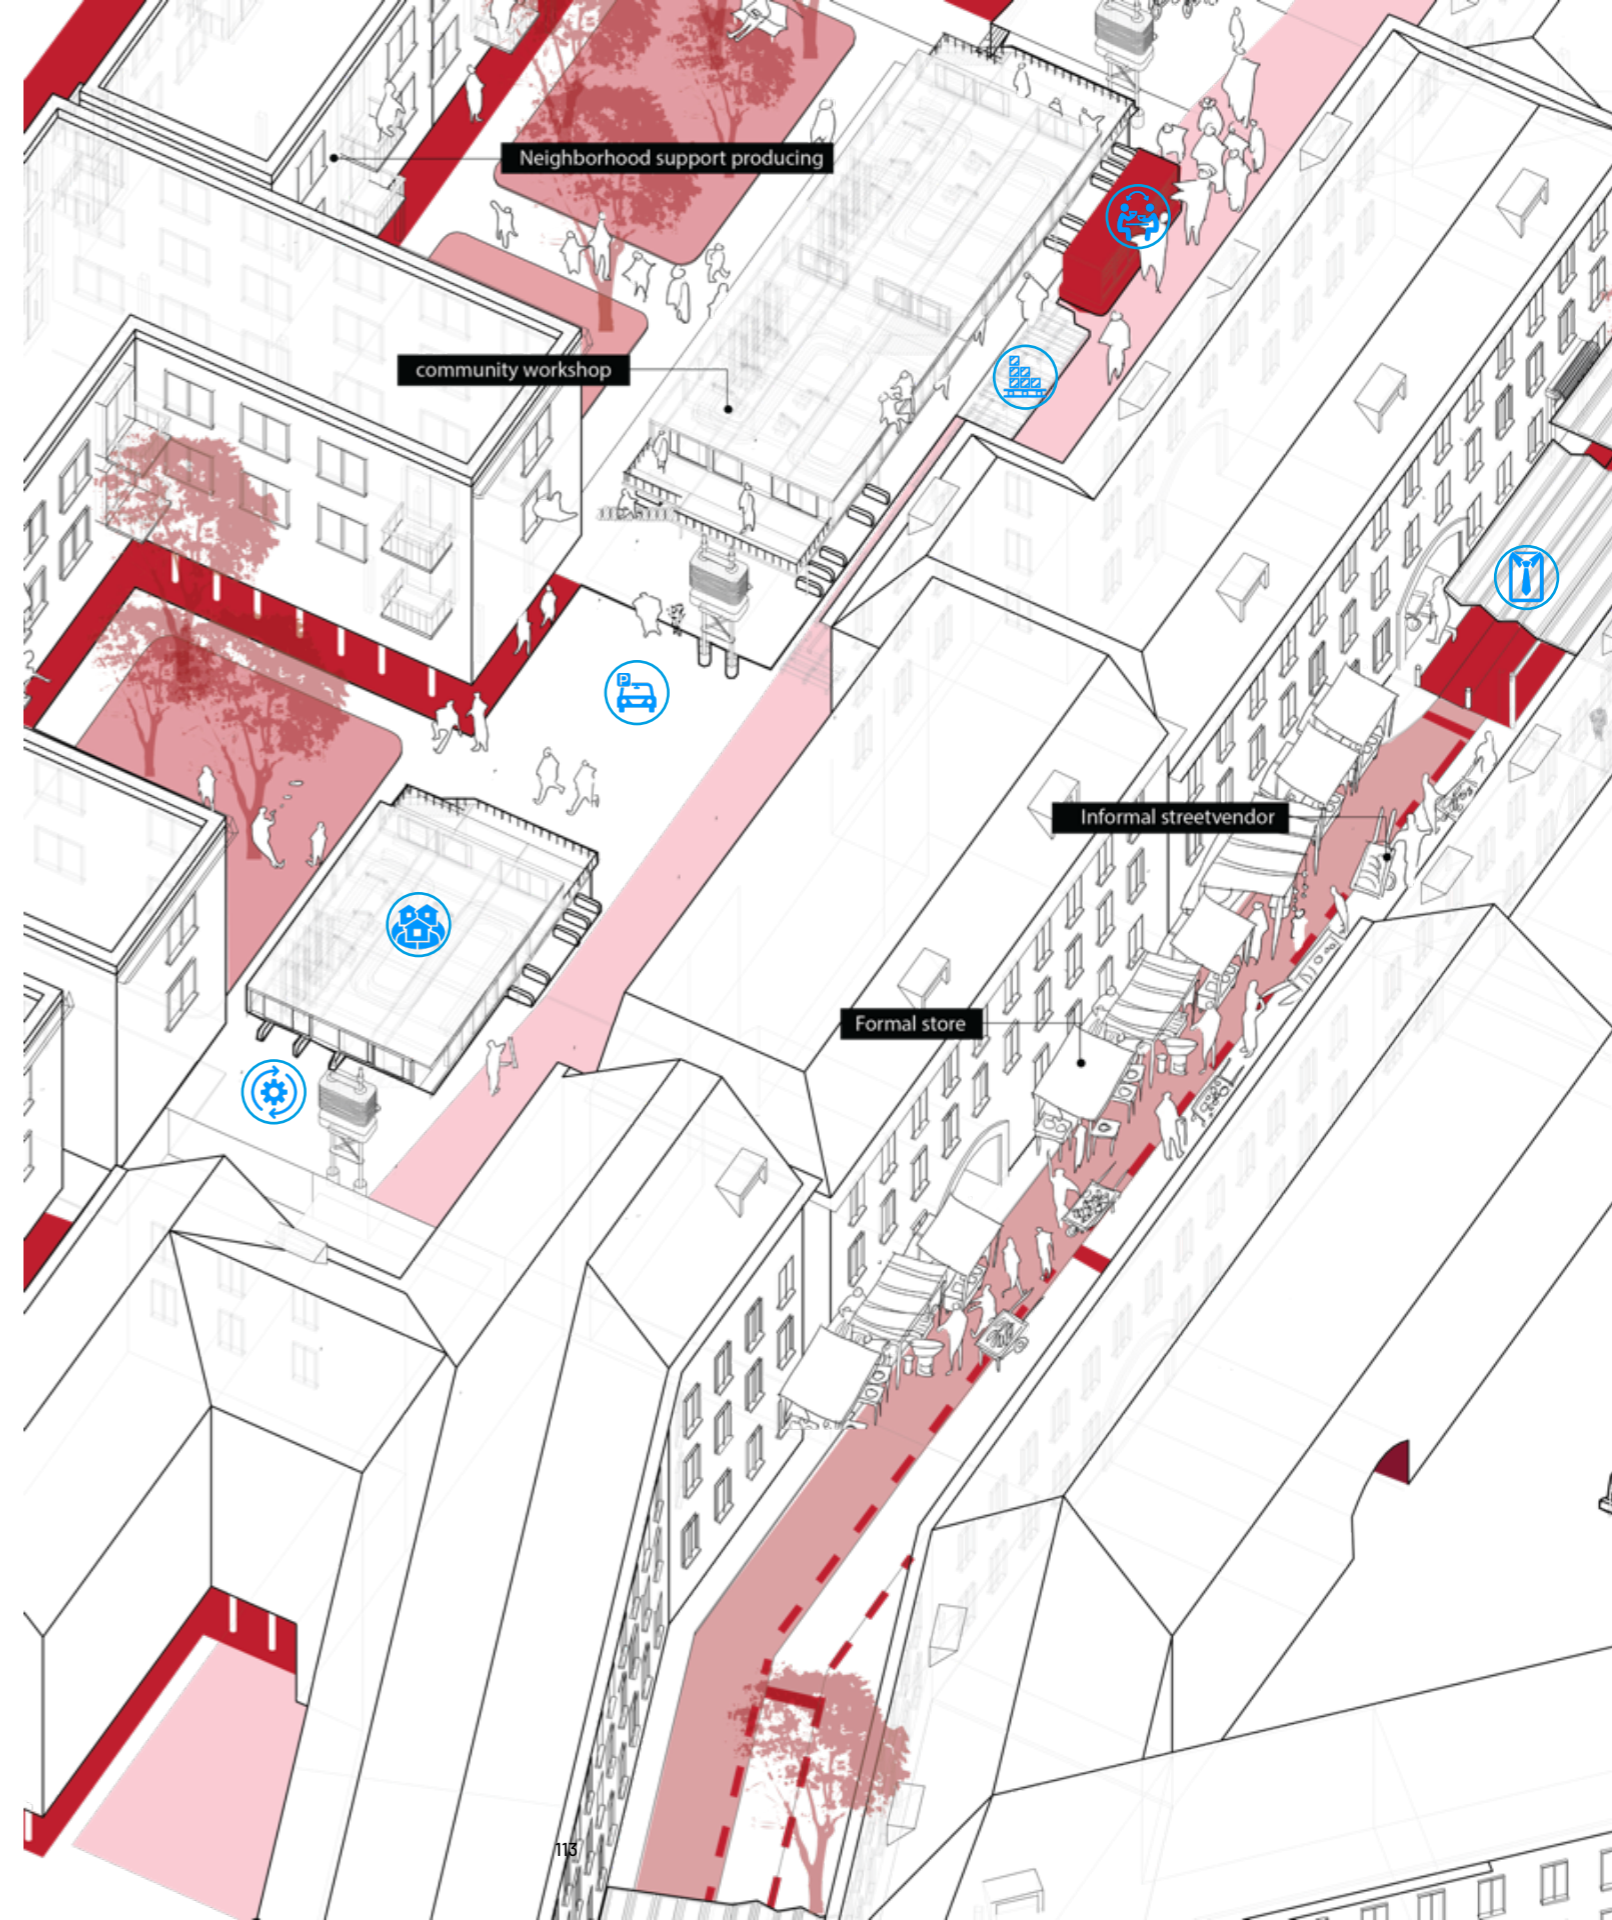 Neighborhood support producing
community workshop
P
Informal streetvendor
Formal store
113